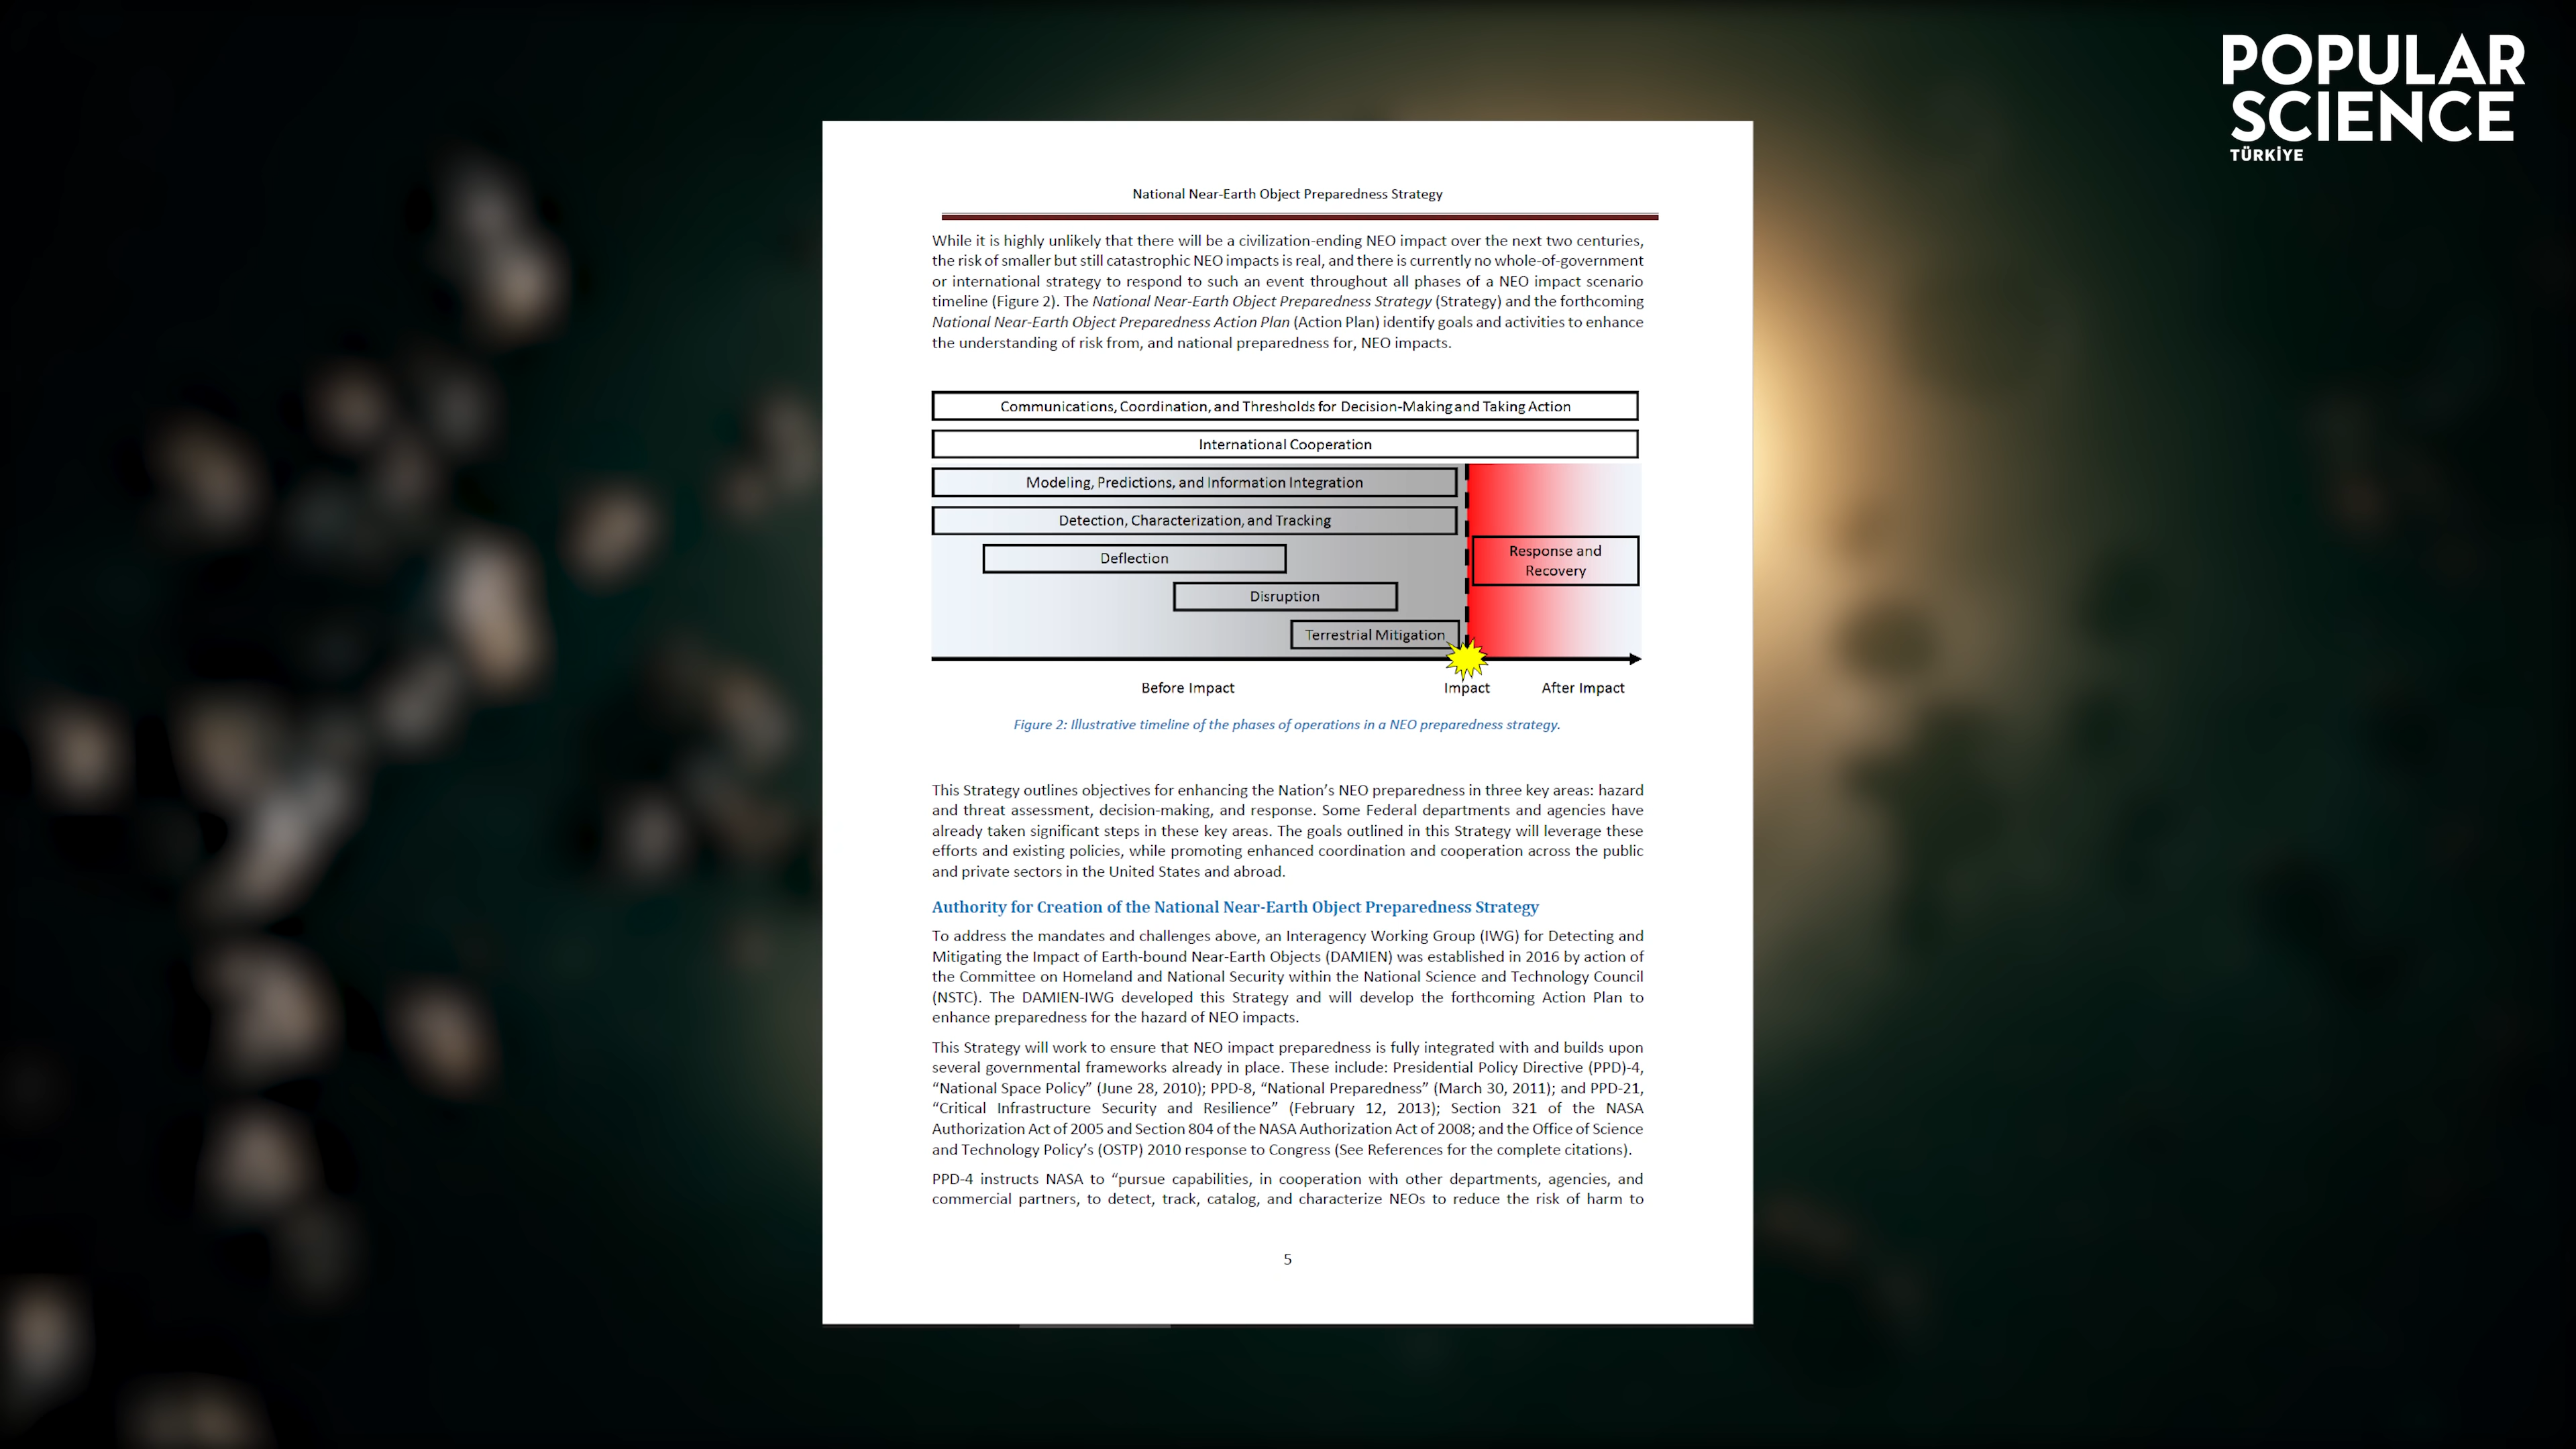 POPULAR
SCIENCE
TÜRKİYE
National Near-Earth Object Preparedness Strategy
While it is highly unlikely that there will be a civilization-ending NEO impact over the next two centuries,
the risk of smaller but still catastrophic NEO impacts is real, and there is currently no whole-of-government
or international strategy to respond to such an event throughout all phases of a NEO impact scenario
timeline (Figure 2). The National Near-Earth Object Preparedness Strategy (Strategy) and the forthcoming
National Near-Earth Object Preparedness Action Plan (Action Plan) identify goals and activities to enhance
the understanding of risk from, and national preparedness for, NEO impacts.
Communications, Coordination, and Thresholds for Decision-Making and Taking Action
International Cooperation
Modeling, Predictions, and Information Integration
Detection, Characterization, and Tracking
Deflection
Response and
Recovery
Disruption
Terrestrial Mitigation
Before Impact
Impact
After Impact
Figure 2: Illustrative timeline of the phases of operations in a NEO preparedness strategy.
This Strategy outlines objectives for enhancing the Nation’s NEO preparedness in three key areas: hazard
and threat assessment, decision-making, and response. Some Federal departments and agencies have
already taken significant steps in these key areas. The goals outlined in this Strategy will leverage these
efforts and existing policies, while promoting enhanced coordination and cooperation across the public
and private sectors in the United States and abroad.
Authority for Creation of the National Near-Earth Object Preparedness Strategy
To address the mandates and challenges above, an Interagency Working Group (IWG) for Detecting and
Mitigating the Impact of Earth-bound Near-Earth Objects (DAMIEN) was established in 2016 by action of
the Committee on Homeland and National Security within the National Science and Technology Council
(NSTC). The DAMIEN-IWG developed this Strategy and will develop the forthcoming Action Plan to
enhance preparedness for the hazard of NEO impacts.
This Strategy will work to ensure that NEO impact preparedness is fully integrated with and builds upon
several governmental frameworks already in place. These include: Presidential Policy Directive (PPD)-4,
“National Space Policy” (June 28, 2010); PPD-8, “National Preparedness” (March 30, 2011); and PPD-21,
“Critical Infrastructure Security and Resilience” (February 12, 2013); Section 321 of the NASA
Authorization Act of 2005 and Section 804 of the NASA Authorization Act of 2008; and the Office of Science
and Technology Policy’s (OSTP) 2010 response to Congress (See References for the complete citations).
PPD-4 instructs NASA to “pursue capabilities, in cooperation with other departments, agencies, and
commercial partners, to detect, track, catalog, and characterize NEOs to reduce the risk of harm to
5